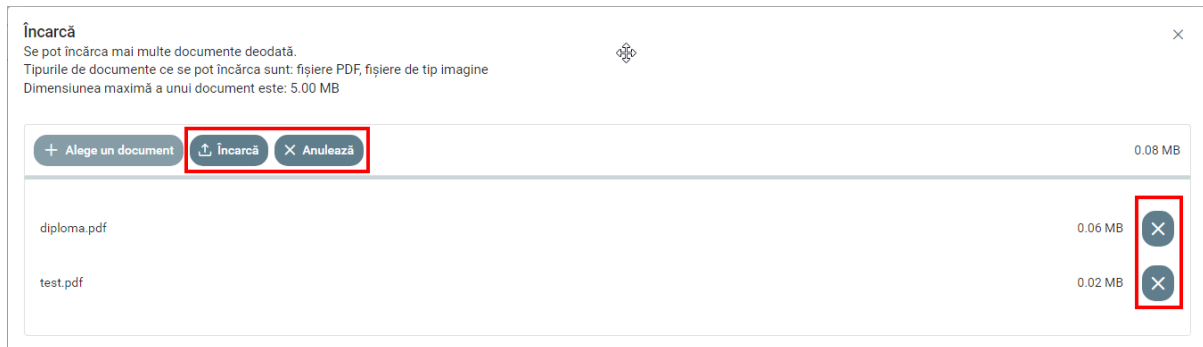 Încarcă
Se pot încărca mai multe documente deodată.
Tipurile de documente ce se pot încărca sunt: fișiere PDF, fișiere de tip imagine
Dimensiunea maximă a unui document este: 5.00 MB
Alege un document Încarcă Anulează 0.08 MB
diploma.pdf 0.06 MB
test.pdf 0.02 MB